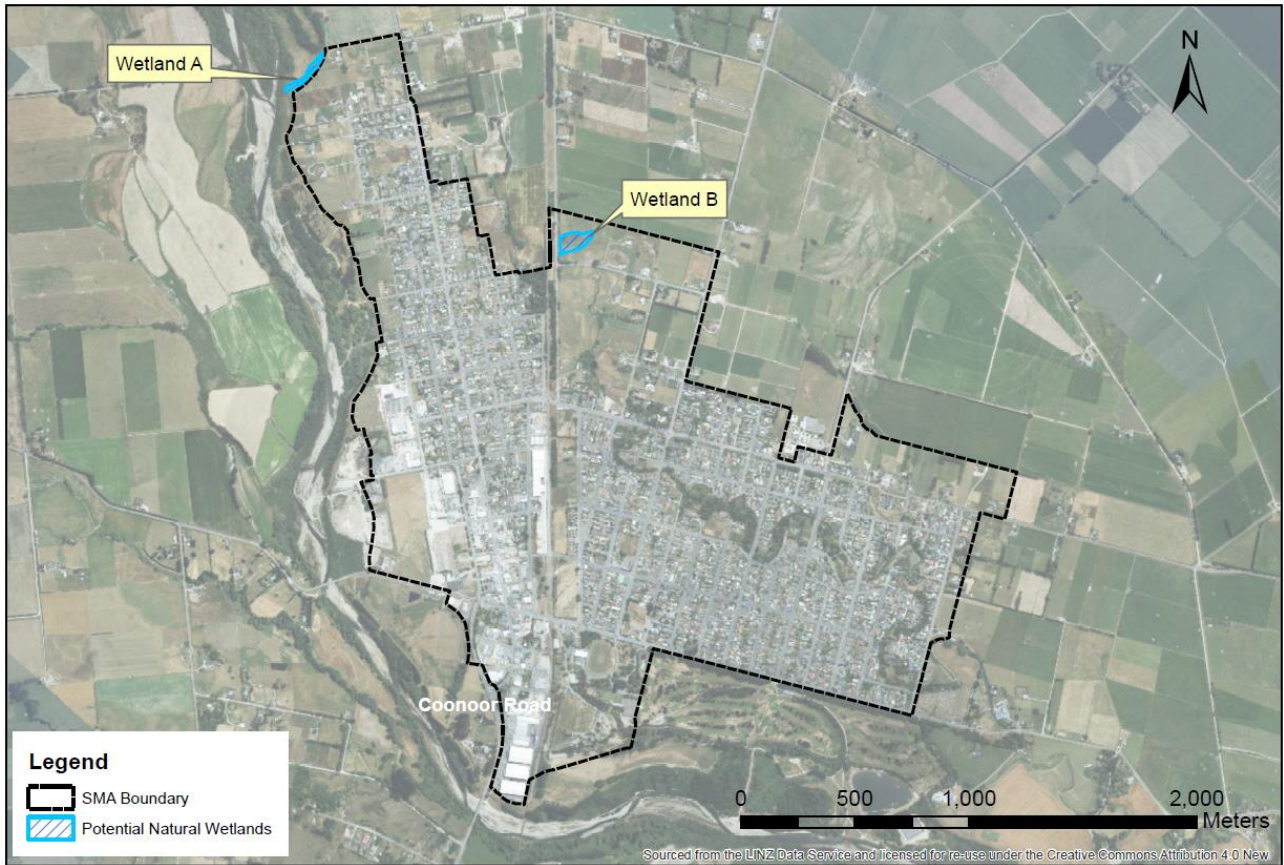 Wetland A
N
Wetland B
Coonoor Road
Legend
SMA Boundary
Potential Natural Wetlands
0 500 1,000 2,000
Meters
Sourced from the LINZ Data Service and licensed for re-use under the Creative Commons Attribution 4.0 New